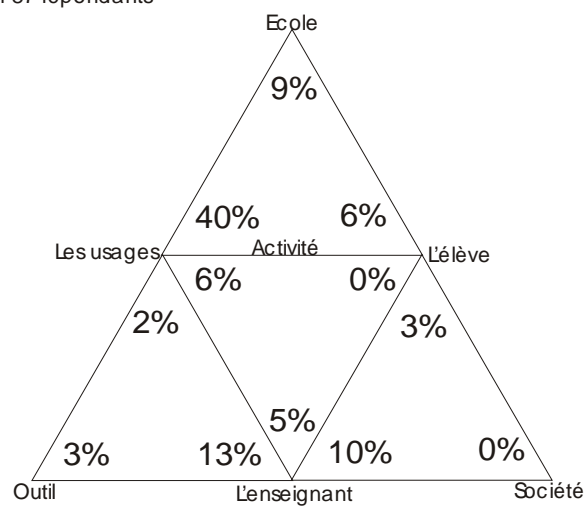 Ecole
9%
40% 6%
Activité
Les usages L'élève
6% 0%
2% 3%
5%
3% 13% 10% 0%
Outil L'enseignant Société